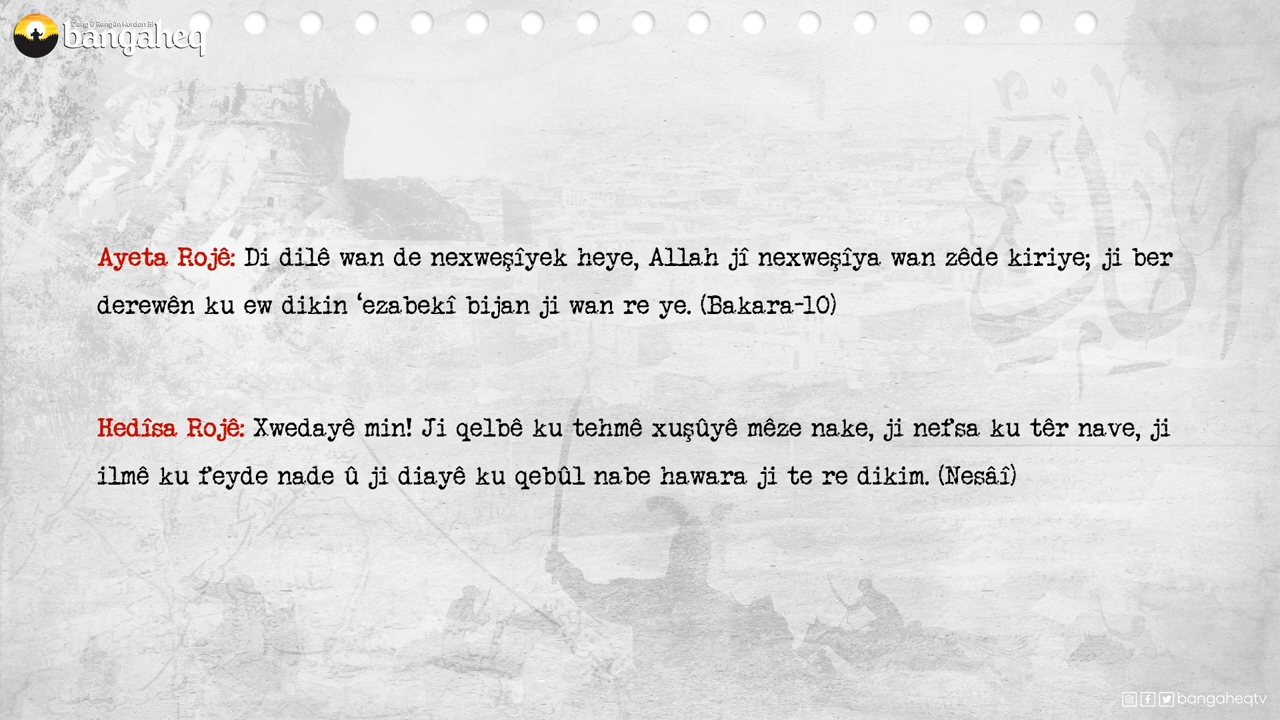 bangaheq
Ayeta Rojê: Di dilê wan de nexweşîyek heye, Allah jî nexweşîya wan zêde kiriye; ji ber
derewên ku ew dikin ‘ezabekî bijan ji wan re ye. (Bakara-10)
Hedîsa Rojê: Xwedayê min! Ji qelbê ku tehmê xuşûyê mêze nake, ji nefsa ku têr nave, ji
ilmê ku feyde nade û ji diayê ku qebûl nabe hawara ji te re dikim. (Nesâî)
bangaheqtv